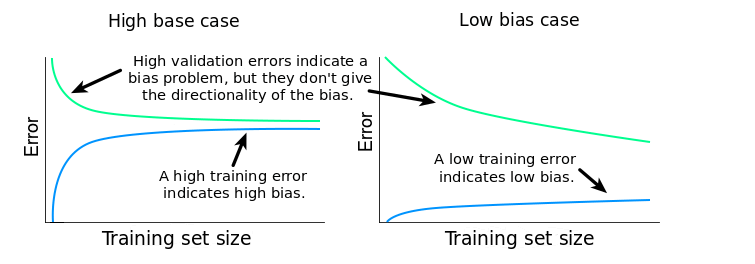 High base case
Low bias case
High validation errors indicate a
bias problem, but they don't give
the directionality of the bias.
Error
Error
A high training error
indicates high bias.
A low training error
indicates low bias.
Training set size
Training set size